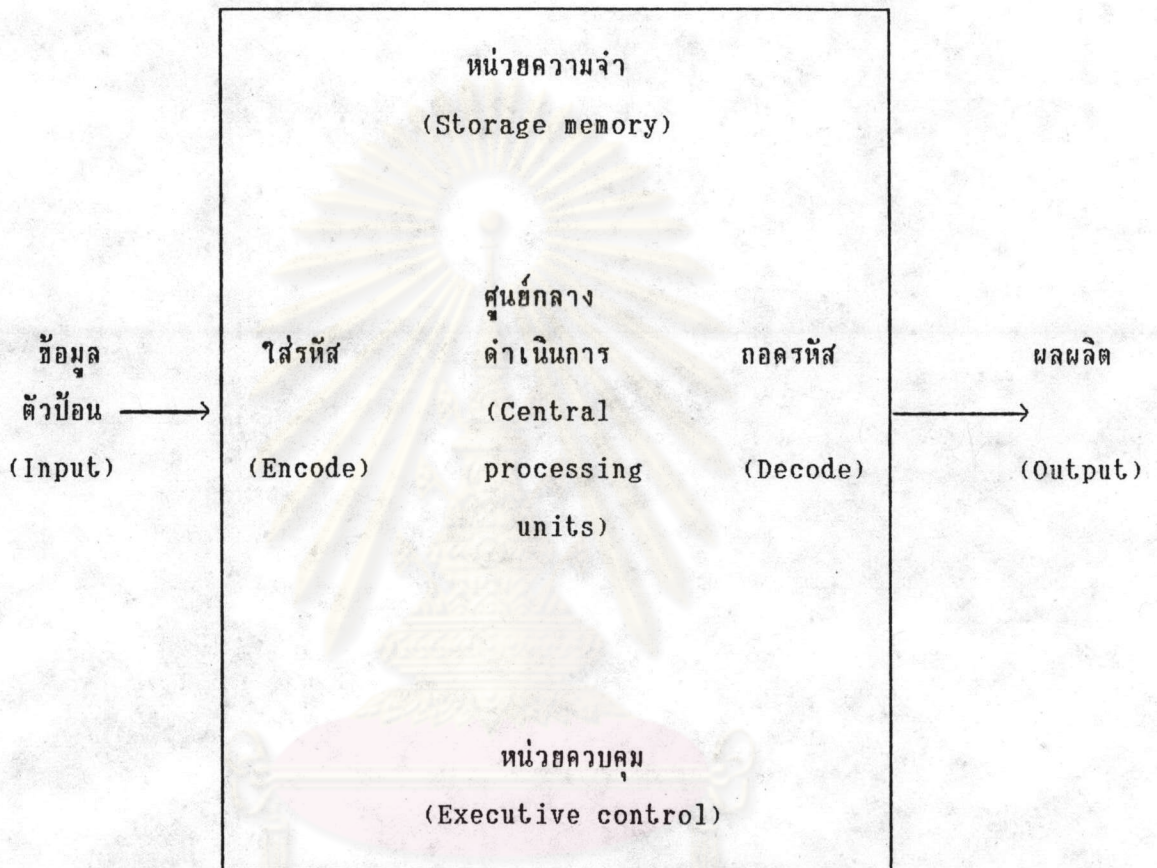 หน่วยความจำ
(Storage memory)
ศูนย์กลาง
ข้อมูล ใส่รหัส ดำเนินการ ถอดรหัส ผลผลิต
ตัวป้อน (Central
(Input) (Encode) processing (Decode) (Output)
units)
หน่วยควบคุม
(Executive control)